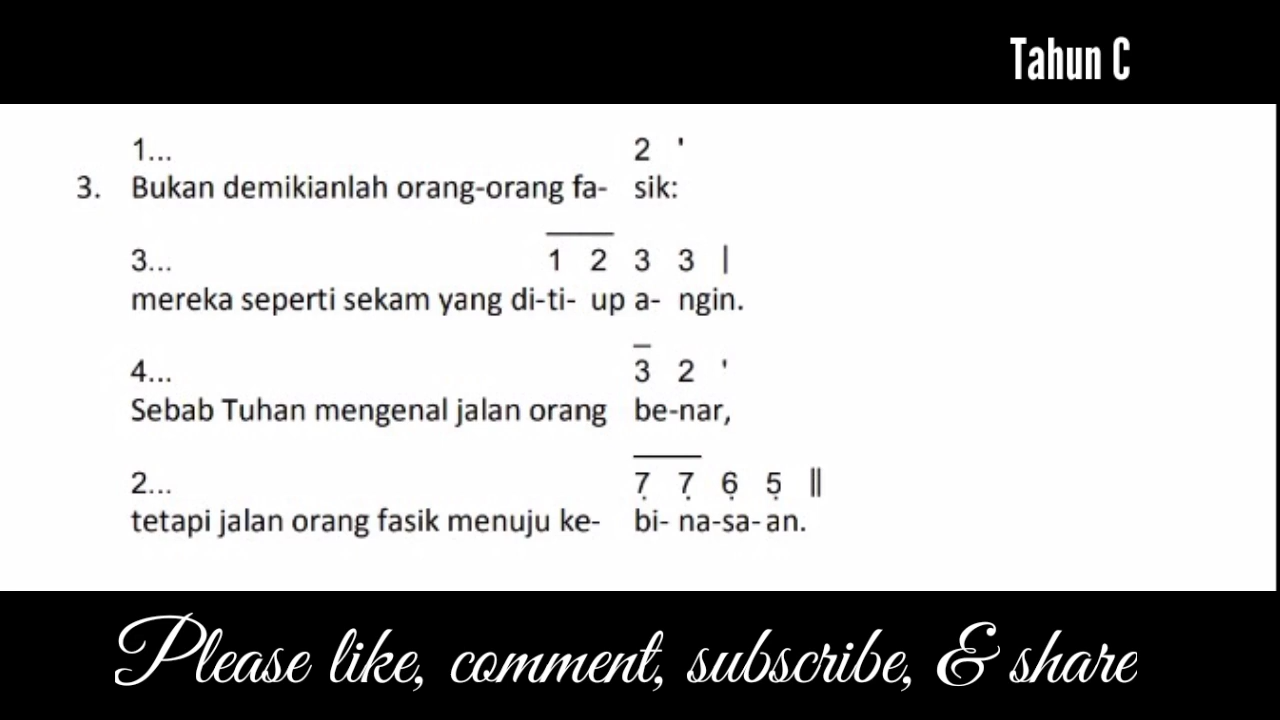 Tahun C
1... 2 '
3. Bukan demikianlah orang-orang fa- sik:
3... 1 2 3 3 |
mereka seperti sekam yang di-ti- up a- ngin.
4... 3 2 '
Sebab Tuhan mengenal jalan orang be-nar,
2... 7̣ 7̣ 6̣ 5̣ ||
tetapi jalan orang fasik menuju ke- bi- na-sa-an.
Please like, comment, subscribe, & share